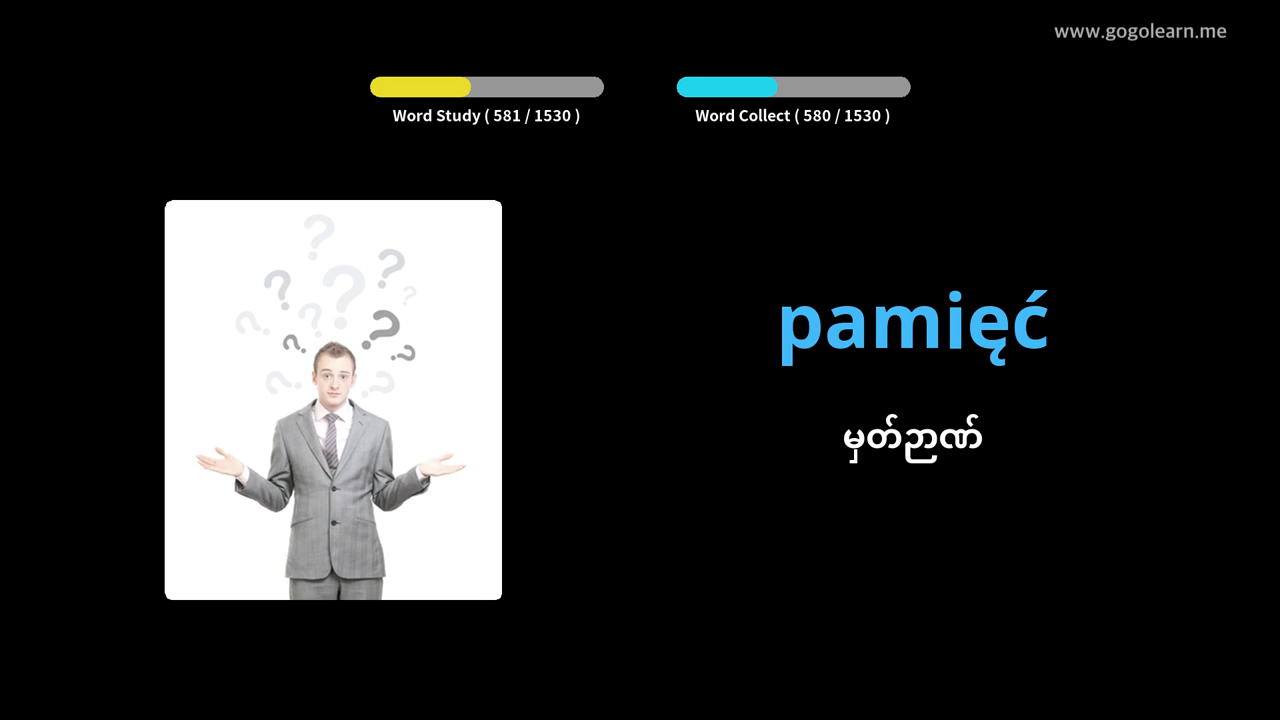 www.gogolearn.me
Word Study ( 581 / 1530 )
Word Collect ( 580 / 1530 )
pamięć
မှတ်ဉာဏ်